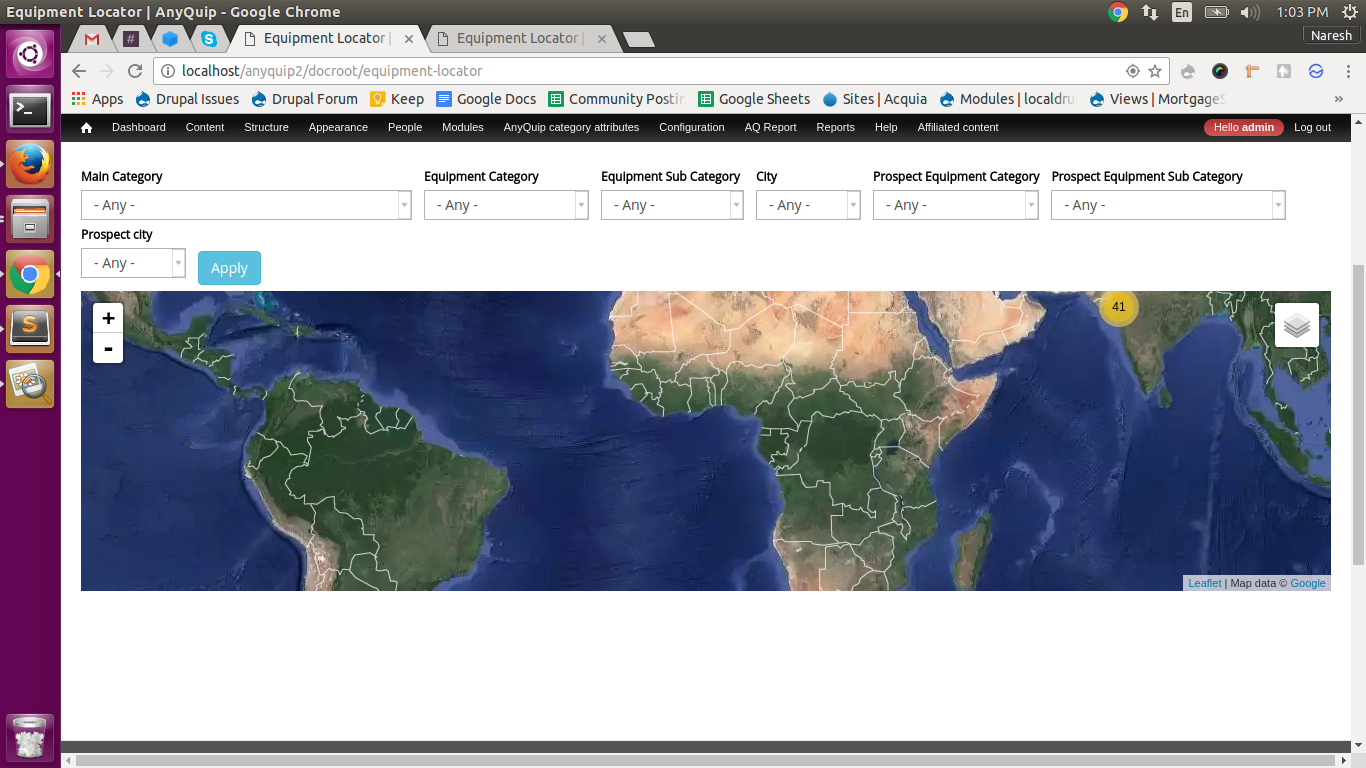 Equipment Locator | AnyQuip - Google Chrome
En
1:03 PM
Equipment Locator |
Equipment Locator |
Naresh
localhost/anyquip2/docroot/equipment-locator
Apps
Drupal Issues
Drupal Forum
Keep
Google Docs
Community Postin
Google Sheets
Sites | Acquia
Modules | localdru
Views | Mortgage
»
Dashboard
Content
Structure
Appearance
People
Modules
AnyQuip category attributes
Configuration
AQ Report
Reports
Help
Affiliated content
Hello admin
Log out
Main Category
Equipment Category
Equipment Sub Category
City
Prospect Equipment Category
Prospect Equipment Sub Category
- Any -
- Any -
- Any -
- Any -
- Any -
- Any -
Prospect city
- Any -
Apply
+
-
41
Leaflet | Map data © Google